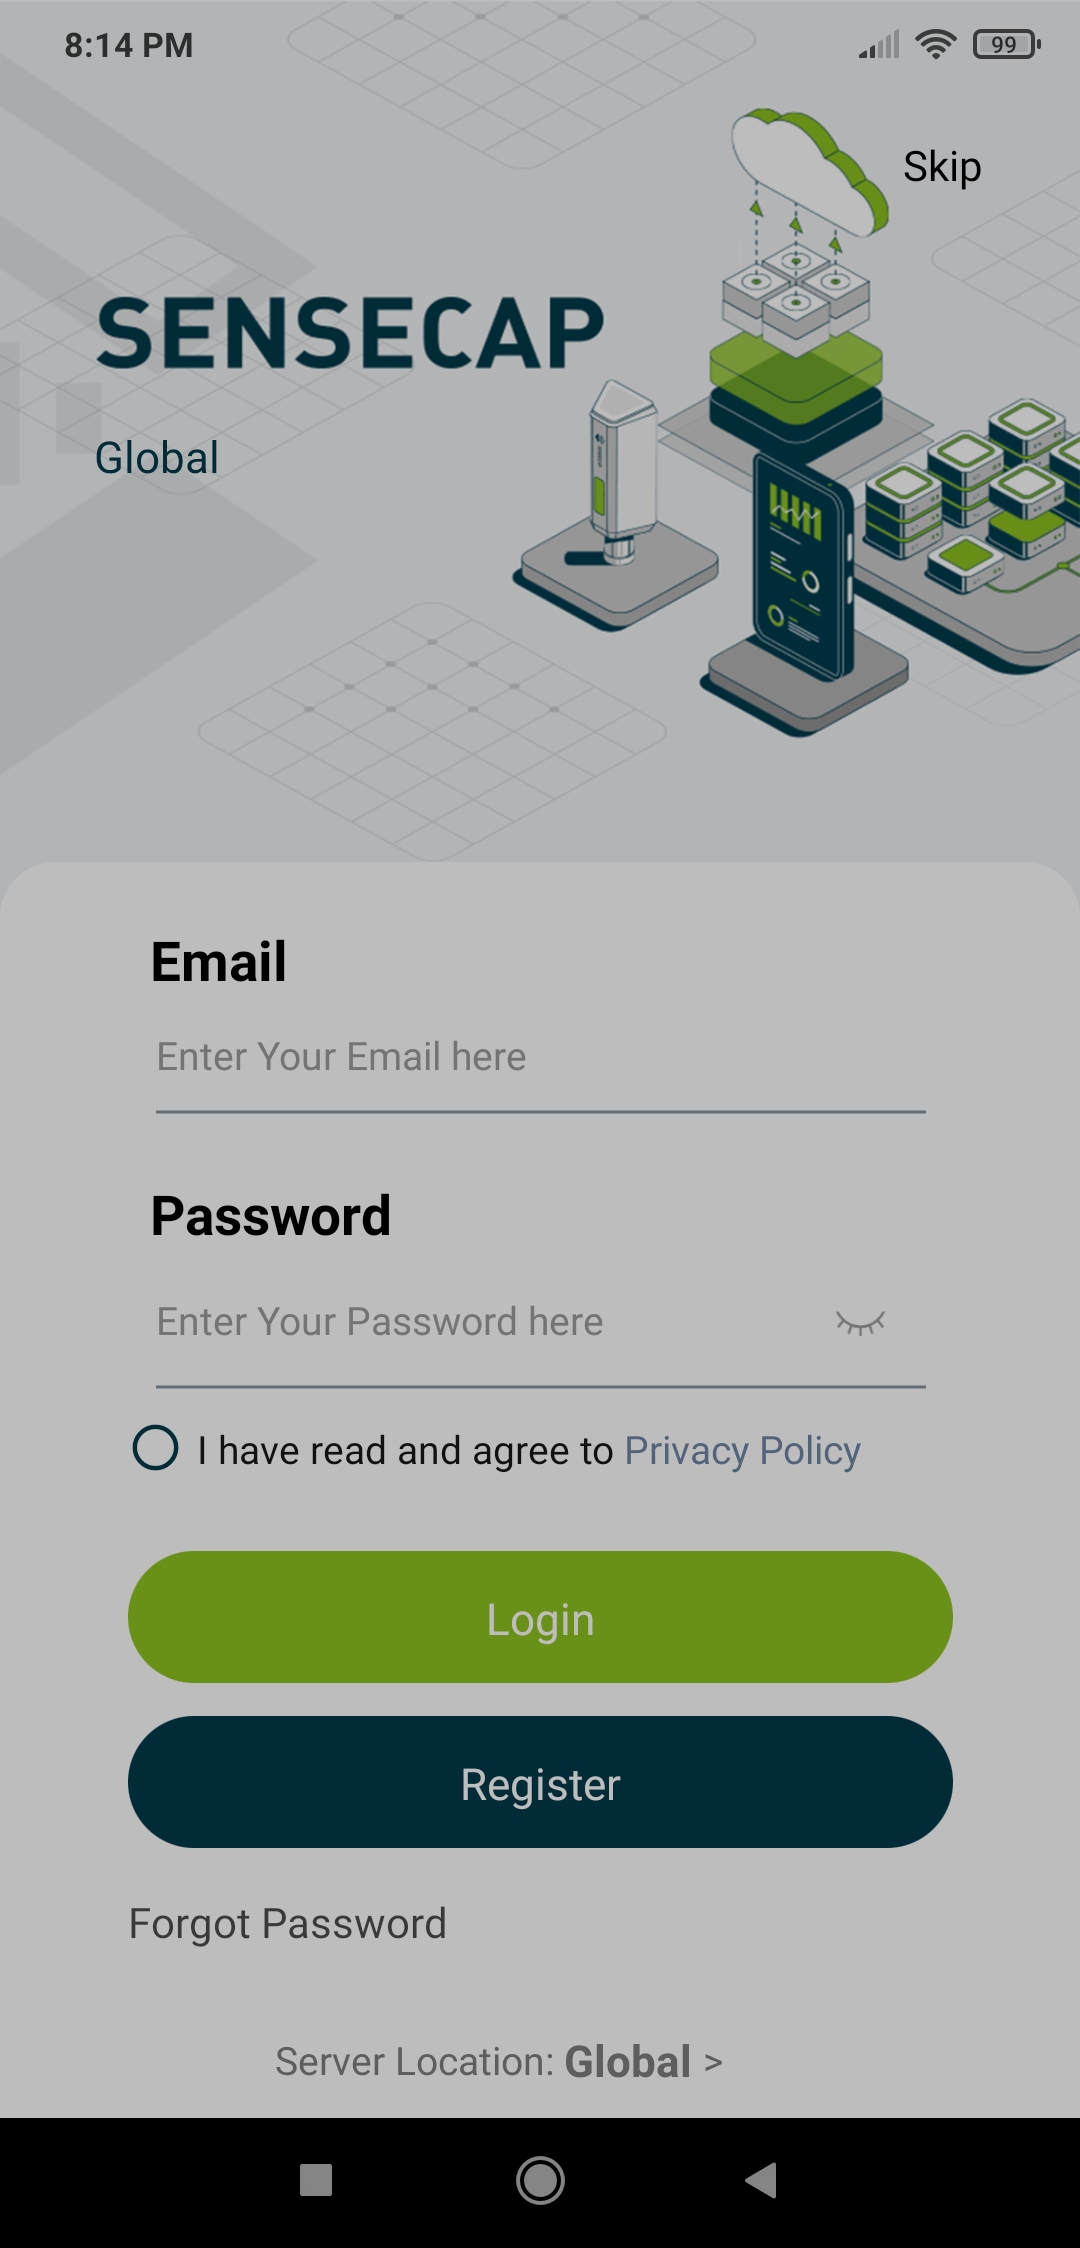 8:14 PM
99
Skip
SENSECAP
Global
Email
Enter Your Email here
Password
Enter Your Password here
I have read and agree to Privacy Policy
Login
Register
Forgot Password
Server Location: Global >